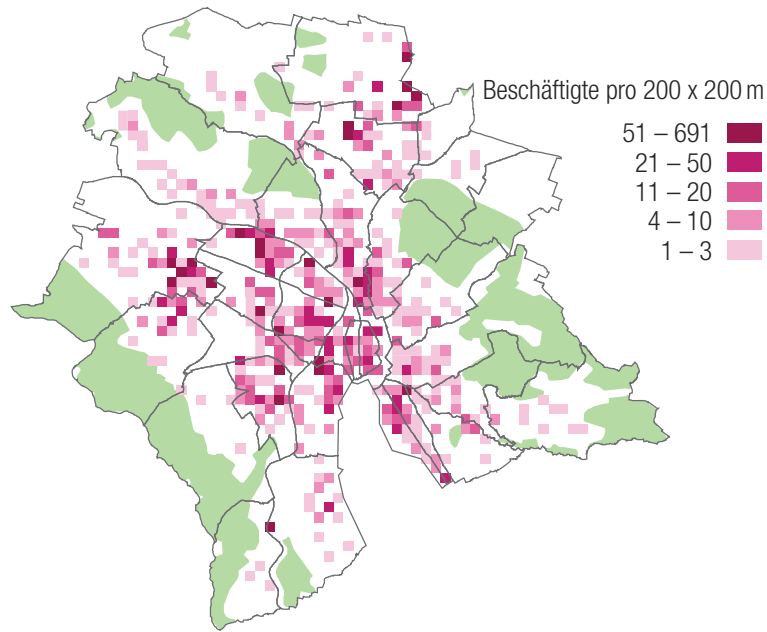 Beschäftigte pro 200 x 200 m
51 – 691
21 – 50
11 – 20
4 – 10
1 – 3